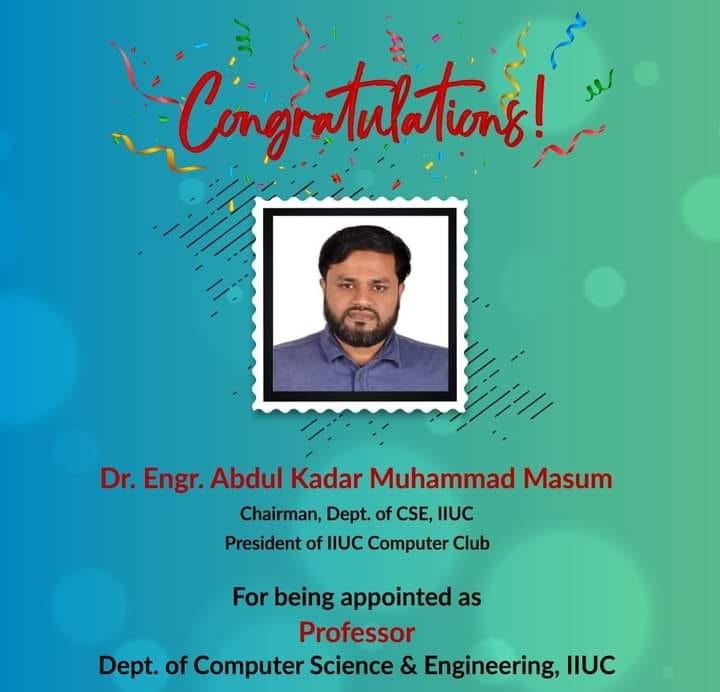 Congratulations!
Dr. Engr. Abdul Kadar Muhammad Masum
Chairman, Dept. of CSE, IIUC
President of IIUC Computer Club
For being appointed as
Professor
Dept. of Computer Science & Engineering, IIUC